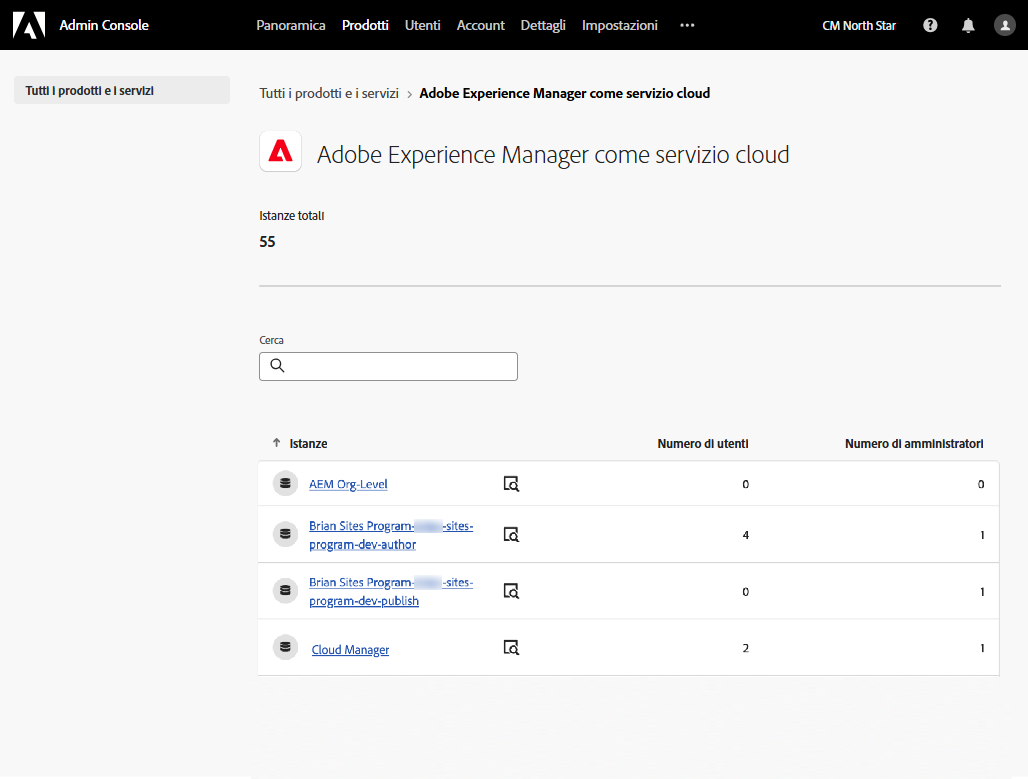 Admin Console
Panoramica Prodotti Utenti Account Dettagli Impostazioni ···
CM North Star
Tutti i prodotti e i servizi
Tutti i prodotti e i servizi > Adobe Experience Manager come servizio cloud
Adobe Experience Manager come servizio cloud
Istanze totali
55
Cerca
↑ Istanze Numero di utenti Numero di amministratori
AEM Org-Level 0 0
Brian Sites Program- -sites-
program-dev-author 4 1
Brian Sites Program- -sites-
program-dev-publish 0 1
Cloud Manager 2 1